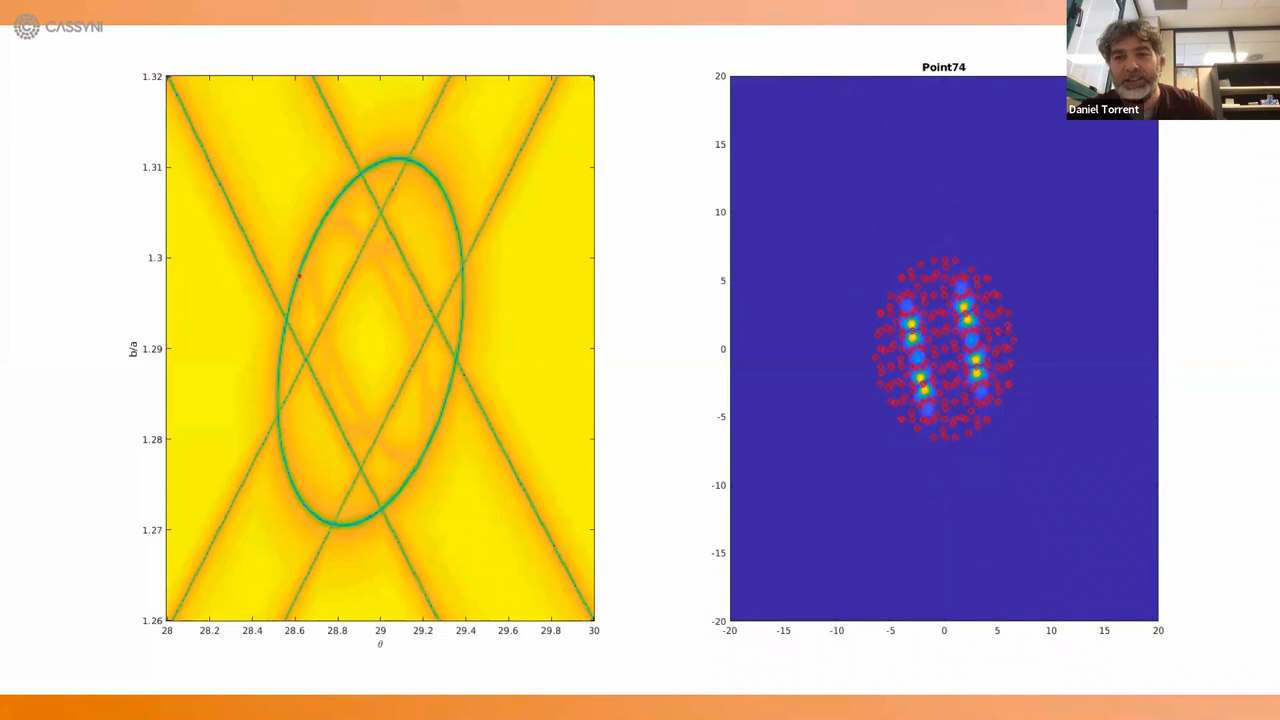 CASSYNI
Daniel Torrent
1.32
1.31
1.3
1.29
1.28
1.27
1.26
b/a
28 28.2 28.4 28.6 28.8 29 29.2 29.4 29.6 29.8 30
θ
Point74
20
15
10
5
0
-5
-10
-15
-20
-20 -15 -10 -5 0 5 10 15 20